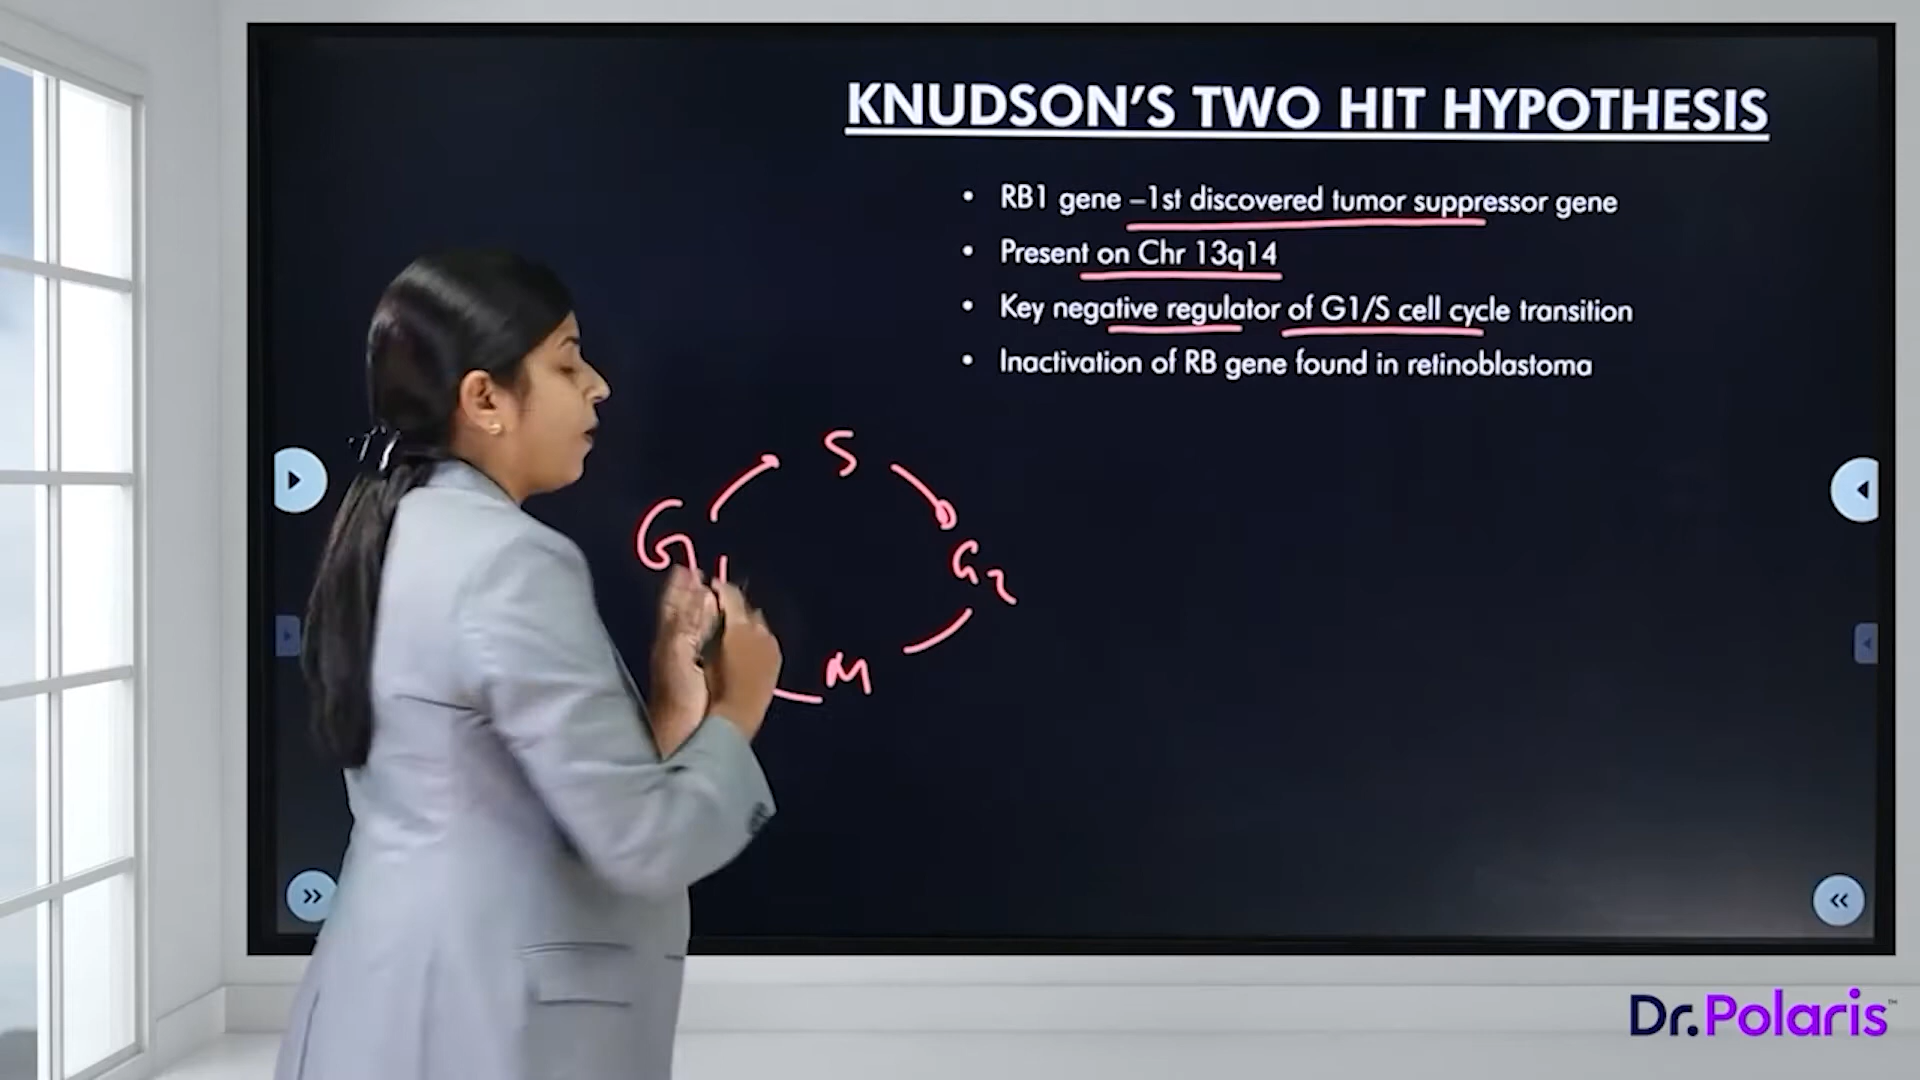 KNUDSON'S TWO HIT HYPOTHESIS
• RB1 gene –1st discovered tumor suppressor gene
• Present on Chr 13q14
• Key negative regulator of G1/S cell cycle transition
• Inactivation of RB gene found in retinoblastoma
S
G1
G2
M
Dr.Polaris™